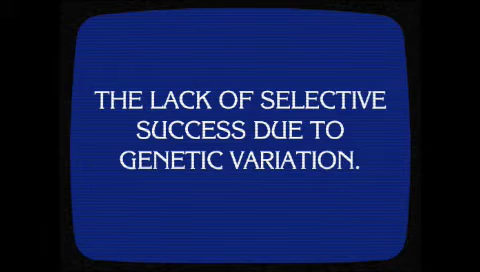 THE LACK OF SELECTIVE
SUCCESS DUE TO
GENETIC VARIATION.